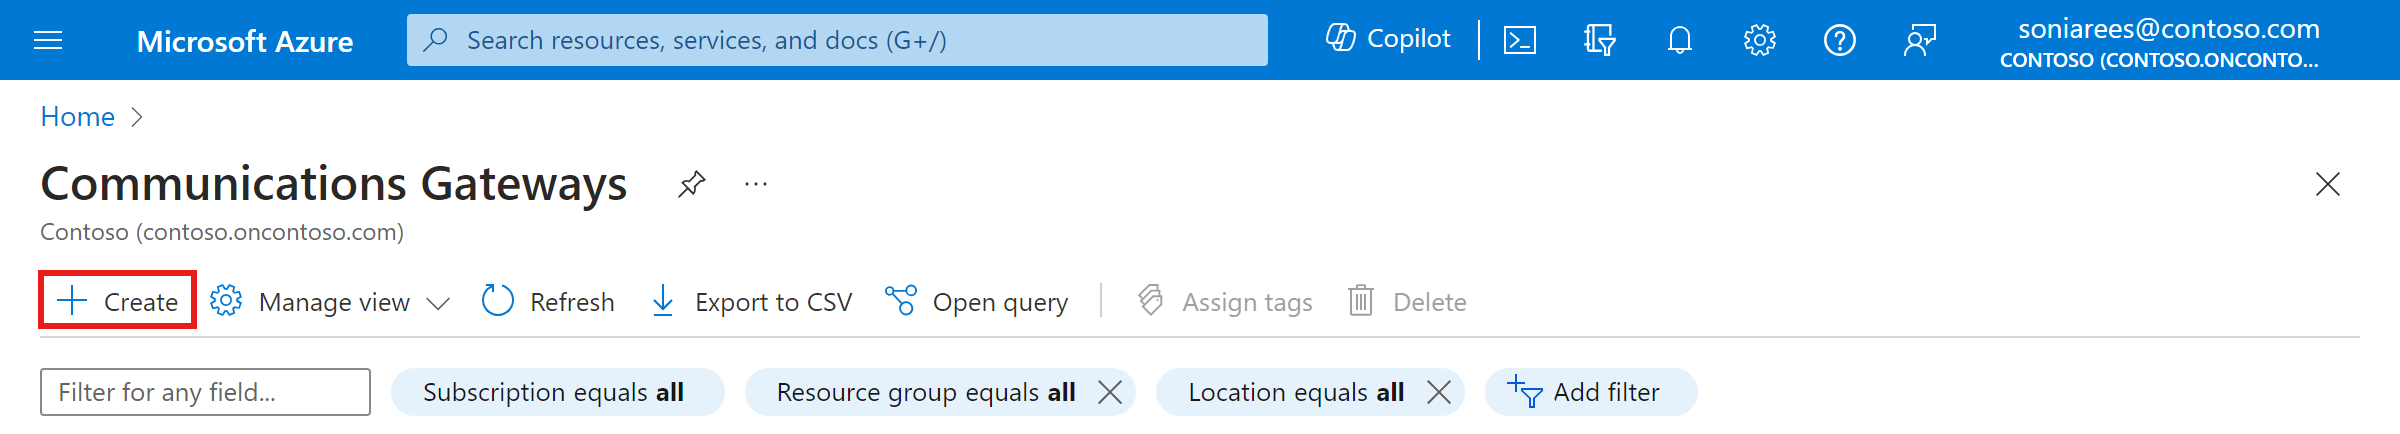 Microsoft Azure Search resources, services, and docs (G+/) Copilot soniarees@contoso.com
CONTOSO (CONTOSO.ONCONTO...
Home
Communications Gateways ...
Contoso (contoso.oncontoso.com)
Create Manage view Refresh Export to CSV Open query Assign tags Delete
Filter for any field... Subscription equals all Resource group equals all Location equals all Add filter